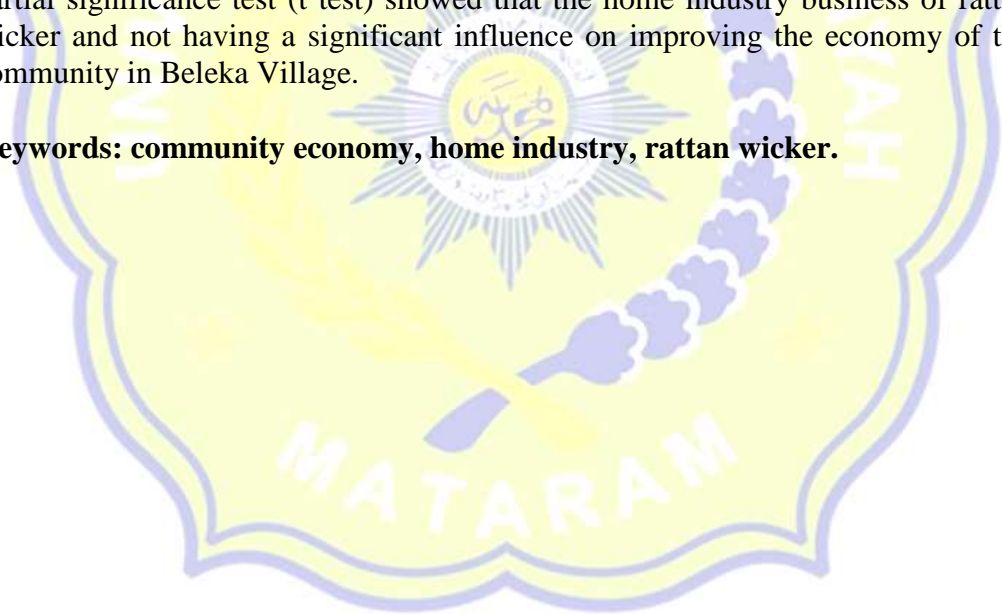 artial significance test (t test) showed that the home industry business of ratt
icker and not having a significant influence on improving the economy of t
ommunity in Beleka Village.
eywords: community economy, home industry, rattan wicker.
MATARAM